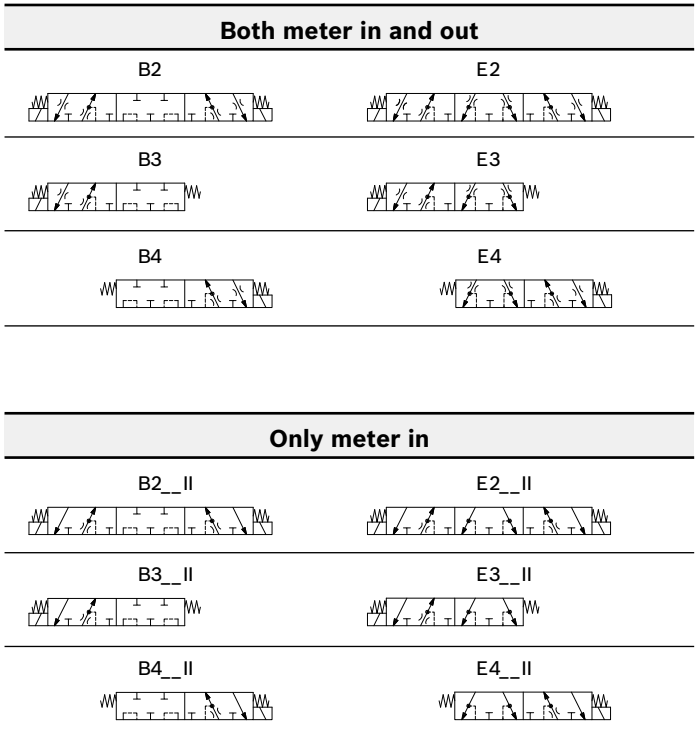 Both meter in and out
B2 E2
B3 E3
B4 E4
Only meter in
B2__II E2__II
B3__II E3__II
B4__II E4__II